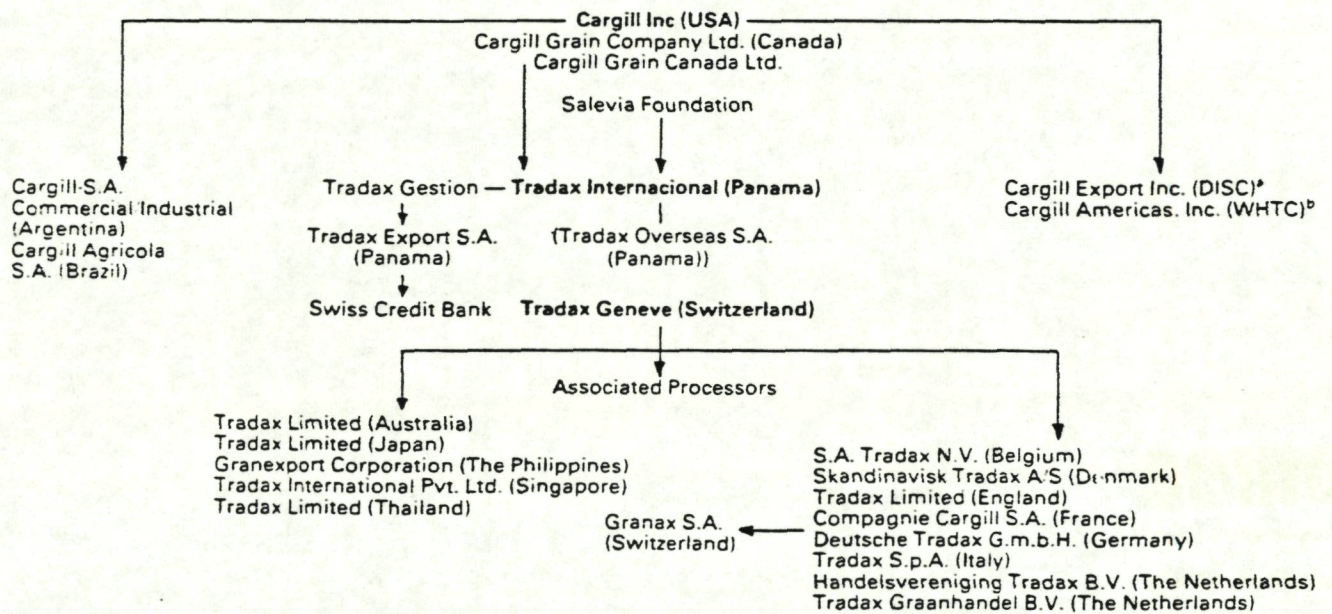 Cargill Inc (USA)
Cargill Grain Company Ltd. (Canada)
Cargill Grain Canada Ltd.
Salevia Foundation
Cargill-S.A.
Commercial Industrial
(Argentina)
Cargill Agricola
S.A. (Brazil)
Tradax Gestion — Tradax Internacional (Panama)
Tradax Export S.A.
(Panama)
(Tradax Overseas S.A.
(Panama))
Swiss Credit Bank
Tradax Geneve (Switzerland)
Cargill Export Inc. (DISC)a
Cargill Americas. Inc. (WHTC)b
Associated Processors
Tradax Limited (Australia)
Tradax Limited (Japan)
Granexport Corporation (The Philippines)
Tradax International Pvt. Ltd. (Singapore)
Tradax Limited (Thailand)
Granax S.A.
(Switzerland)
S.A. Tradax N.V. (Belgium)
Skandinavisk Tradax A/S (Denmark)
Tradax Limited (England)
Compagnie Cargill S.A. (France)
Deutsche Tradax G.m.b.H. (Germany)
Tradax S.p.A. (Italy)
Handelsvereniging Tradax B.V. (The Netherlands)
Tradax Graanhandel B.V. (The Netherlands)